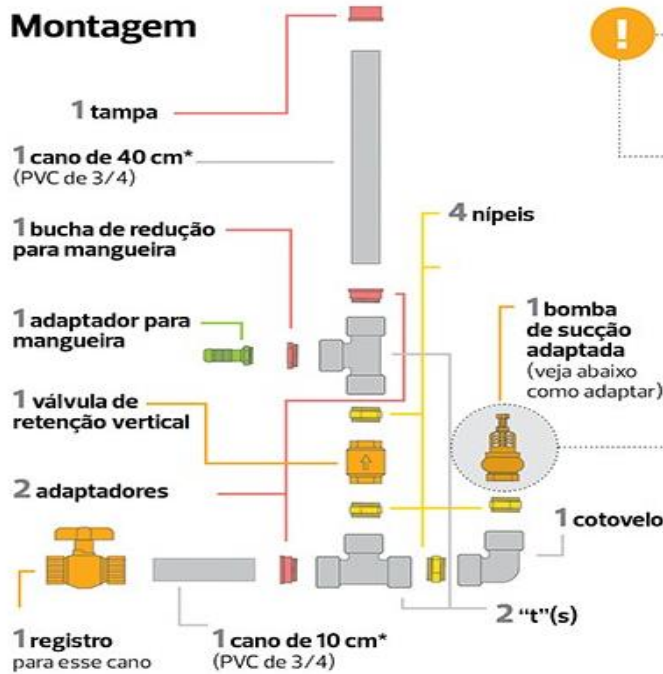 Montagem
!
1 tampa
1 cano de 40 cm*
(PVC de 3/4)
1 bucha de redução
para mangueira
4 nípeis
1 adaptador para
mangueira
1 bomba
de sucção
adaptada
(veja abaixo
como adaptar)
1 válvula de
retenção vertical
2 adaptadores
1 cotovelo
2 “t”(s)
1 registro
para esse cano
1 cano de 10 cm*
(PVC de 3/4)